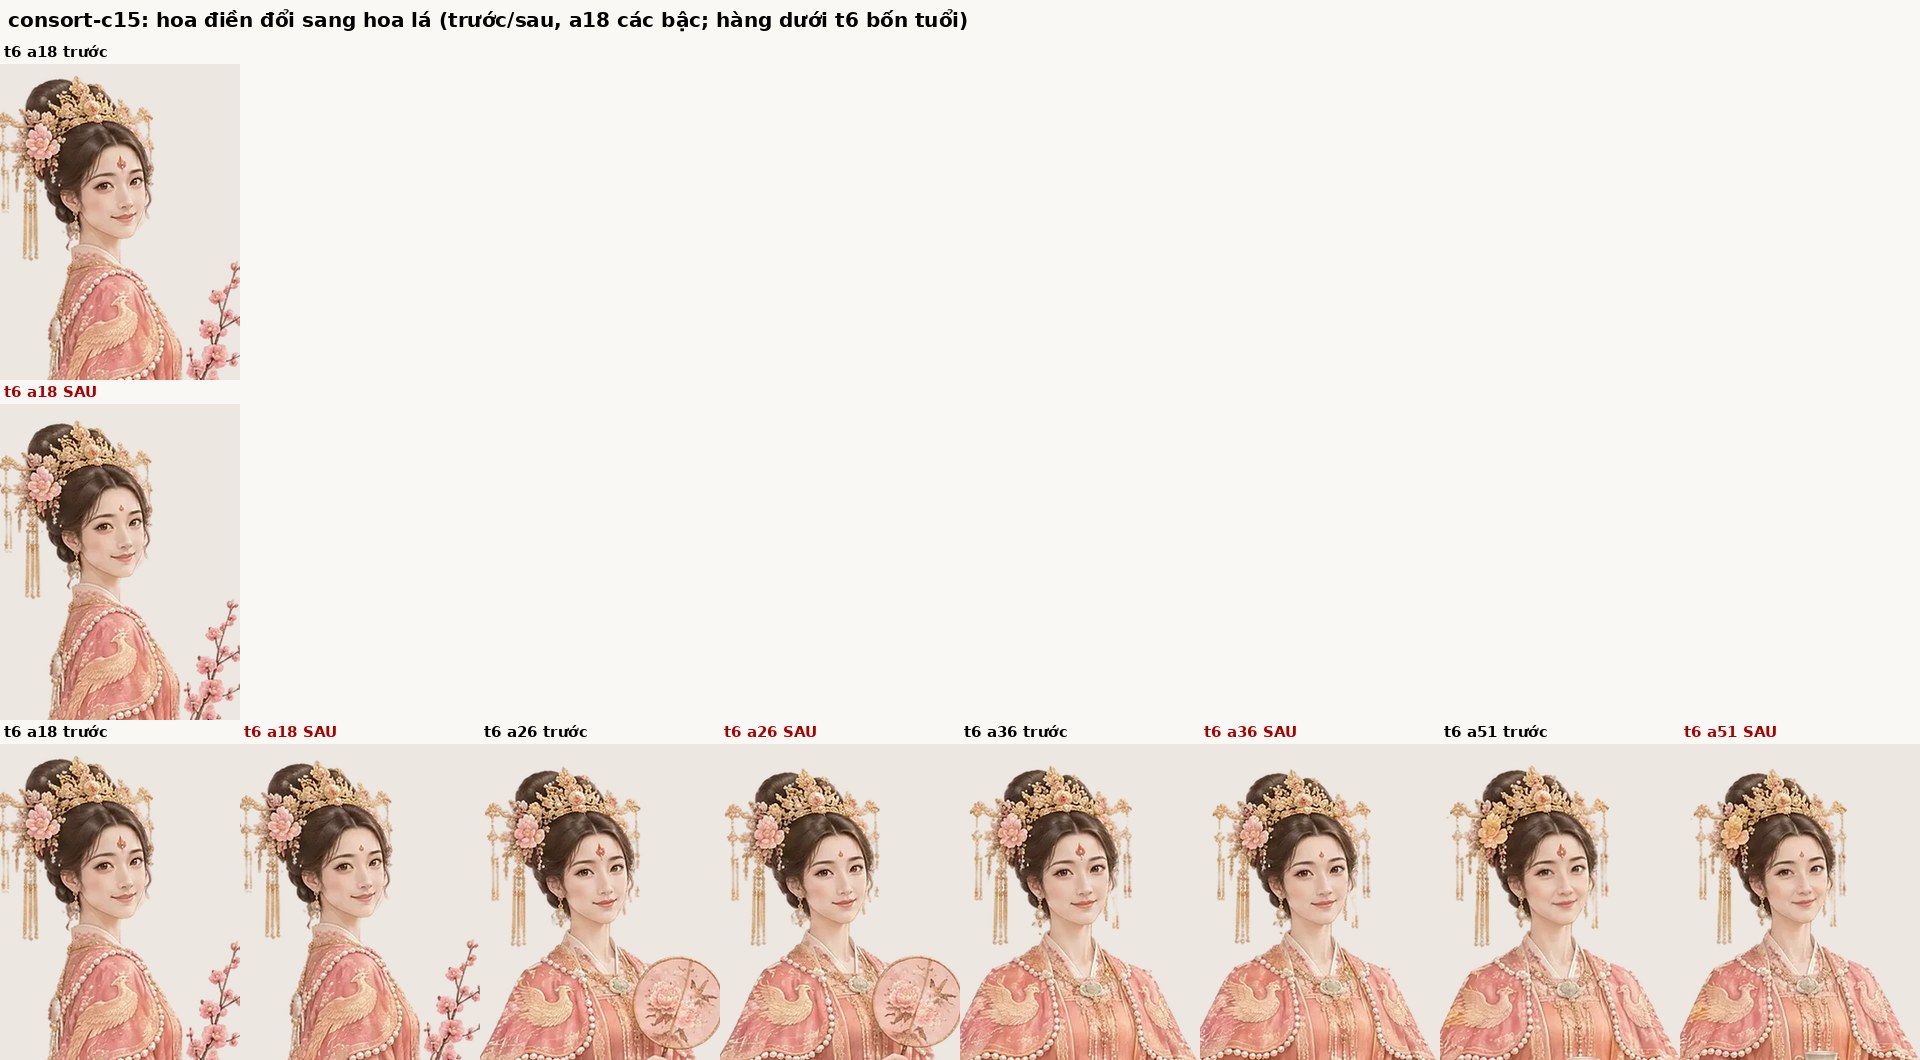 consort-c15: hoa điền đổi sang hoa lá (trước/sau, a18 các bậc; hàng dưới t6 bốn tuổi)
t6 a18 trước
t6 a18 SAU
t6 a18 trước
t6 a18 SAU
t6 a26 trước
t6 a26 SAU
t6 a36 trước
t6 a36 SAU
t6 a51 trước
t6 a51 SAU